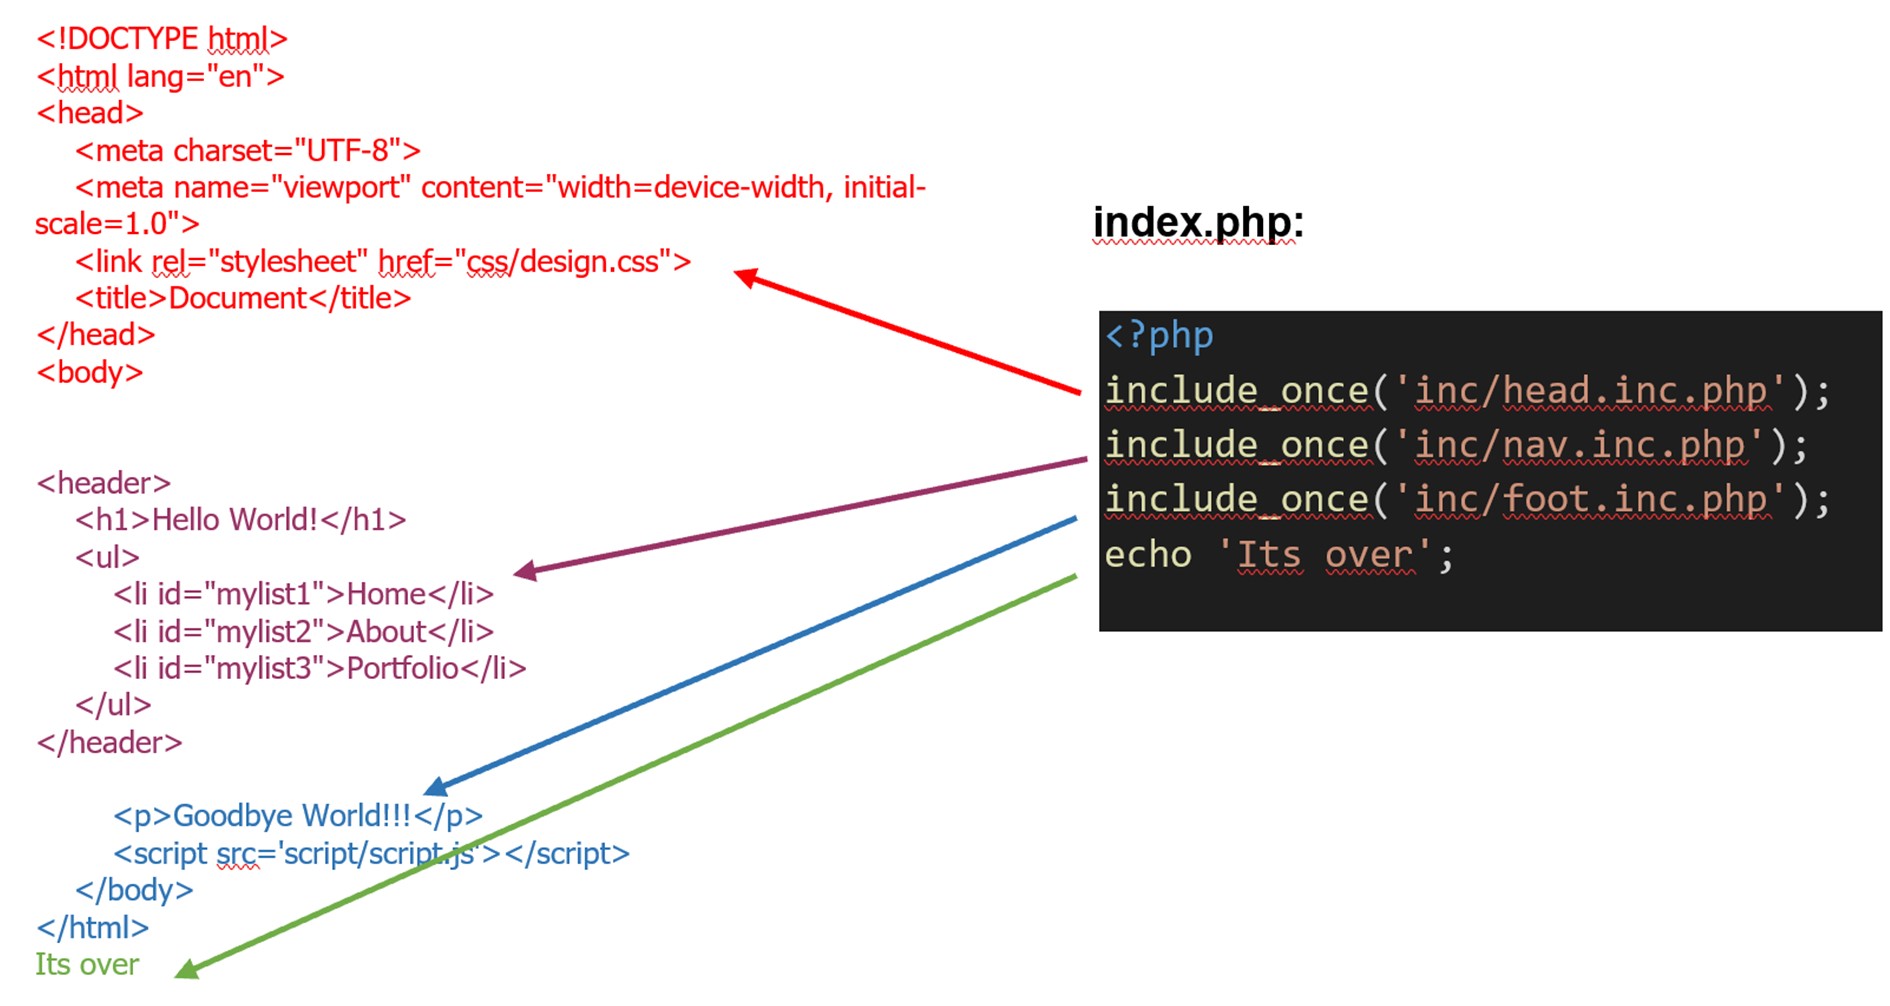 <!DOCTYPE html>
<html lang="en">
<head>
<meta charset="UTF-8">
<meta name="viewport" content="width=device-width, initial-
scale=1.0">
<link rel="stylesheet" href="css/design.css">
<title>Document</title>
</head>
<body>
<header>
<h1>Hello World!</h1>
<ul>
<li id="mylist1">Home</li>
<li id="mylist2">About</li>
<li id="mylist3">Portfolio</li>
</ul>
</header>
<p>Goodbye World!!!</p>
<script src='script/script.js'></script>
</body>
</html>
Its over
index.php:
<?php
include_once('inc/head.inc.php');
include_once('inc/nav.inc.php');
include_once('inc/foot.inc.php');
echo 'Its over';